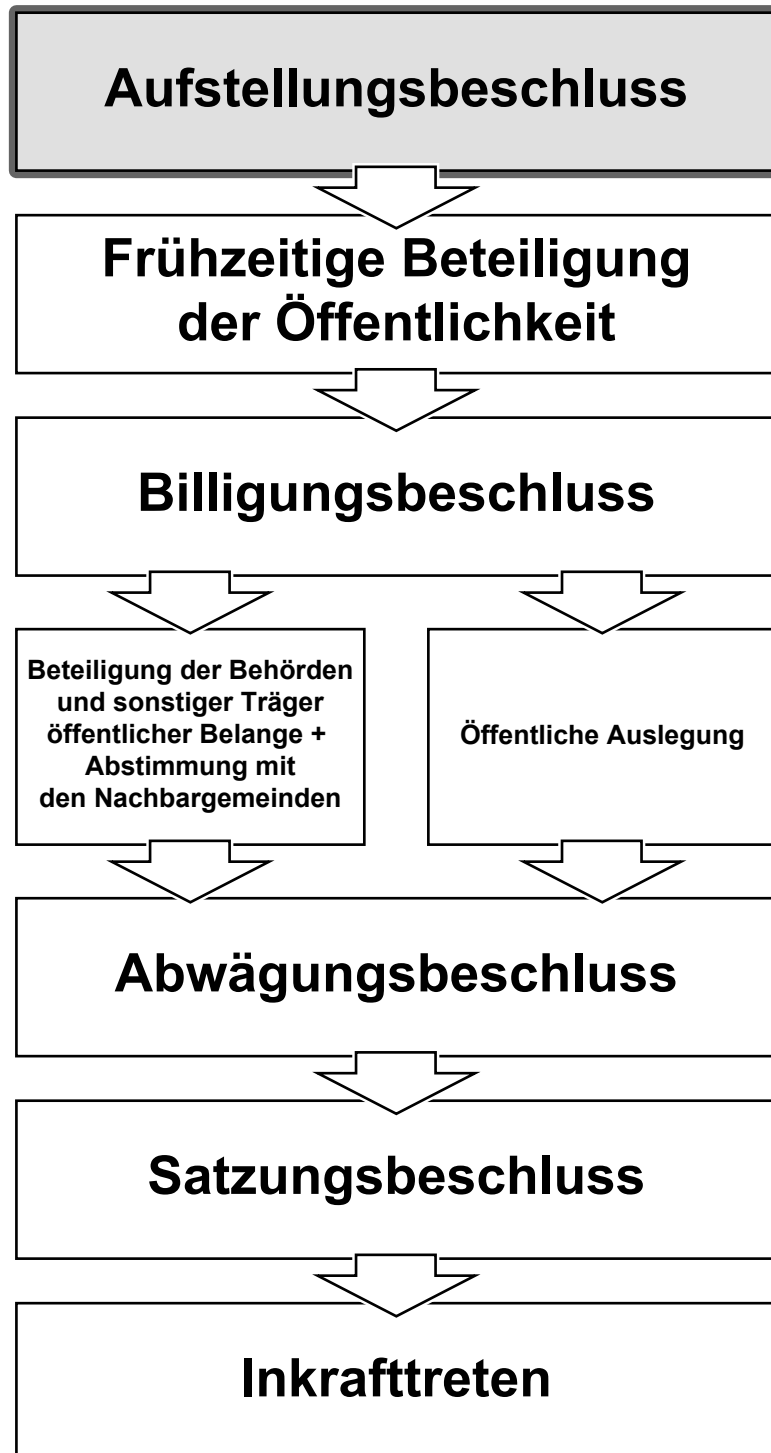 Aufstellungsbeschluss
Frühzeitige Beteiligung
der Öffentlichkeit
Billigungsbeschluss
Beteiligung der Behörden
und sonstiger Träger
öffentlicher Belange +
Abstimmung mit
den Nachbargemeinden
Öffentliche Auslegung
Abwägungsbeschluss
Satzungsbeschluss
Inkrafttreten